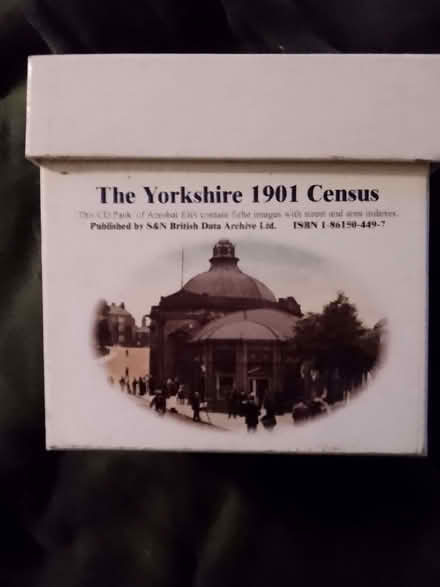 The Yorkshire 1901 Census
This CD Pack of Acrobat files contain fiche images with street and area indexes.
Published by S&N British Data Archive Ltd. ISBN 1-86150-449-7